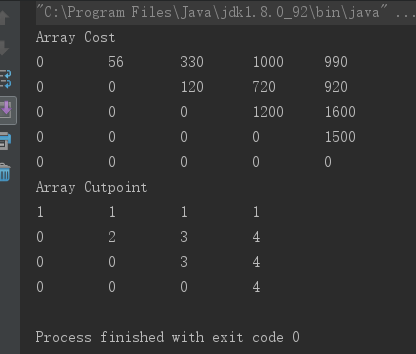 "C:\Program Files\Java\jdk1.8.0_92\bin\java" ...
Array Cost
0 56 330 1000 990
0 0 120 720 920
0 0 0 1200 1600
0 0 0 0 1500
0 0 0 0 0
Array Cutpoint
1 1 1 1
0 2 3 4
0 0 3 4
0 0 0 4
Process finished with exit code 0